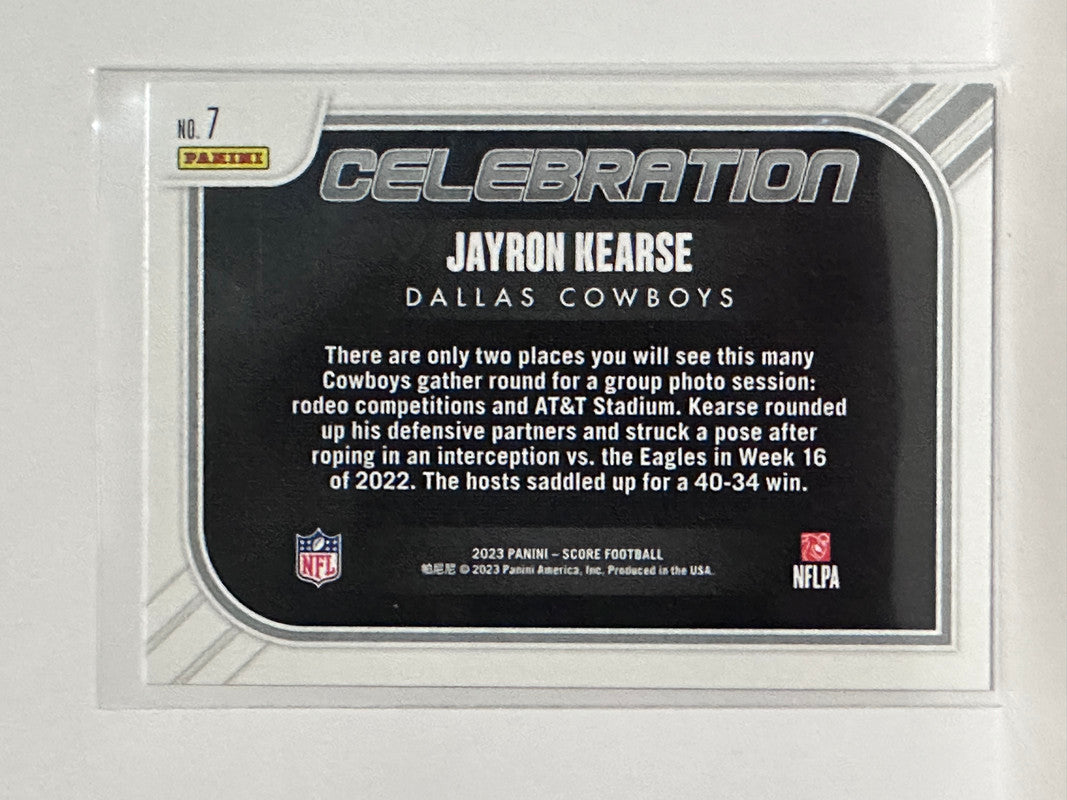 NO. 7
PANINI
CELEBRATION
JAYRON KEARSE
DALLAS COWBOYS
There are only two places you will see this many
Cowboys gather round for a group photo session:
rodeo competitions and AT&T Stadium. Kearse rounded
up his defensive partners and struck a pose after
roping in an interception vs. the Eagles in Week 16
of 2022. The hosts saddled up for a 40-34 win.
NFL
2023 PANINI – SCORE FOOTBALL
帕尼尼 © 2023 Panini America, Inc. Produced in the USA.
NFLPA